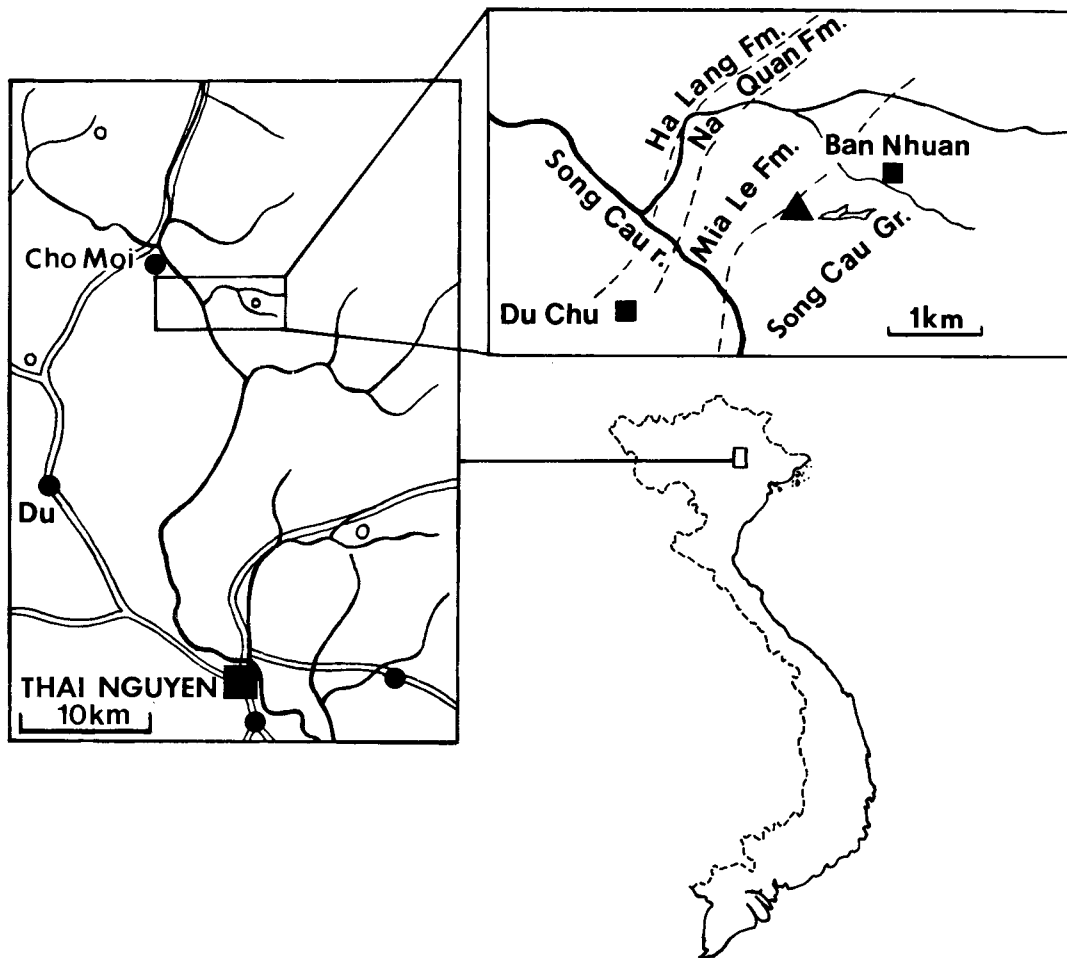 Cho Moi
Du
THAI NGUYEN
10km
Ha Lang Fm.
Na Quan Fm.
Mia Le Fm.
Ban Nhuan
Song Cau r.
Song Cau Gr.
Du Chu
1km